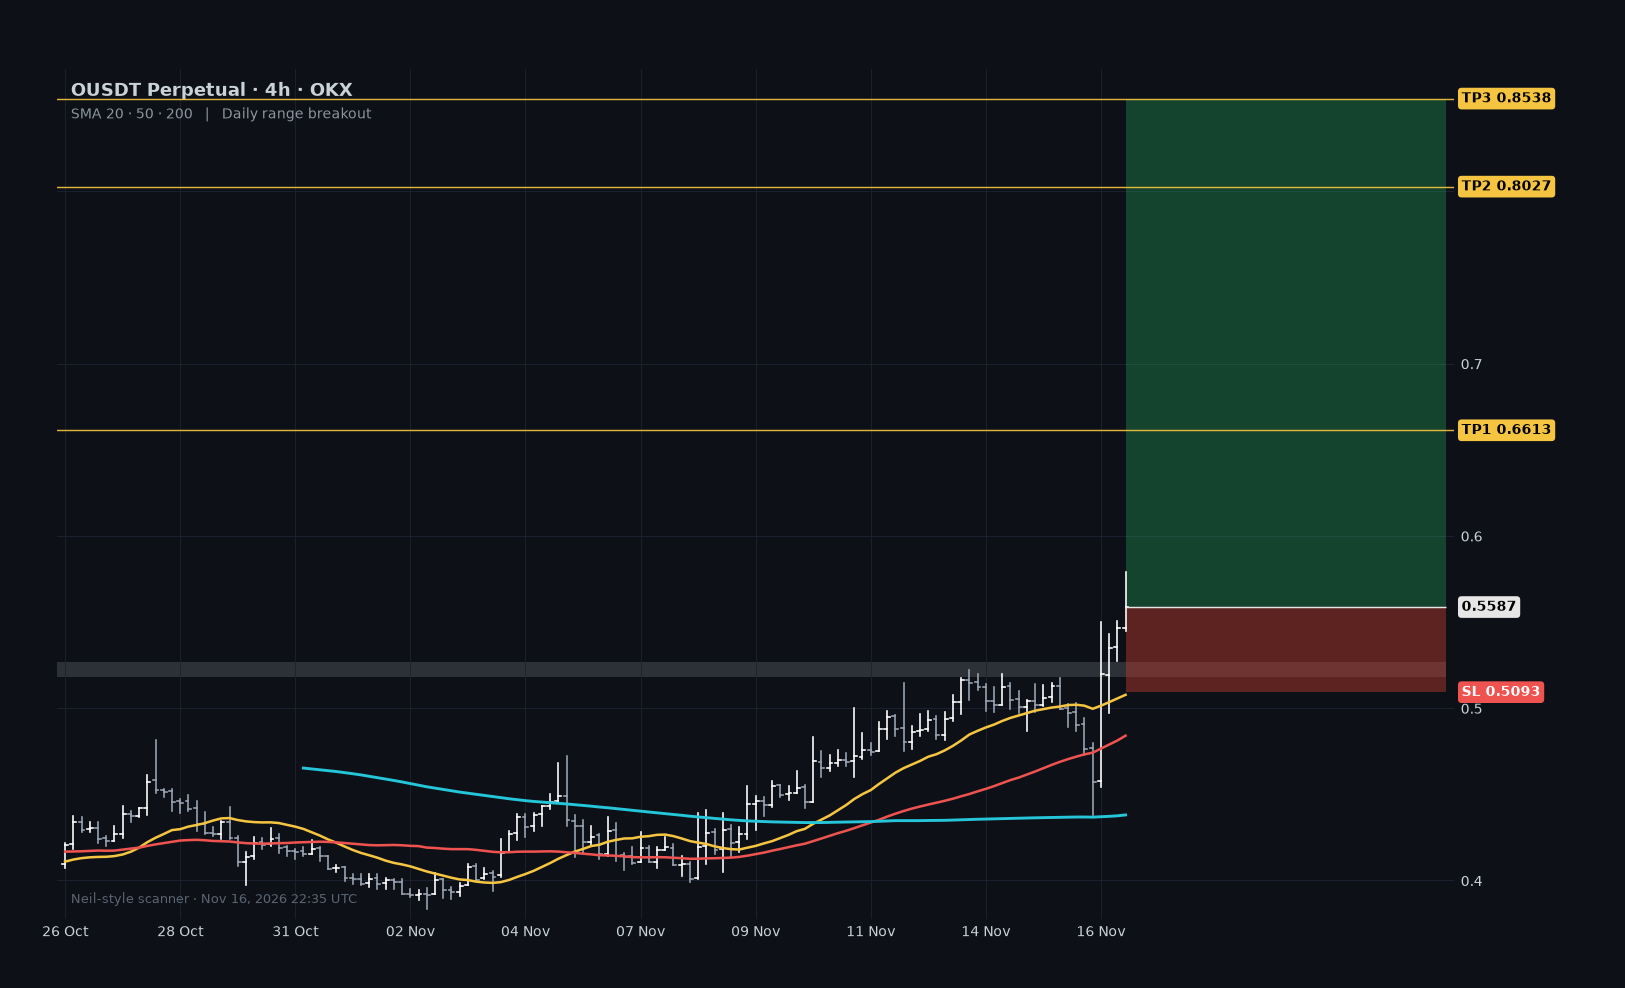 OUSDT Perpetual · 4h · OKX
SMA 20 · 50 · 200 | Daily range breakout
TP3 0.8538
TP2 0.8027
0.7
TP1 0.6613
0.6
0.5587
SL 0.5093
0.5
0.4
Neil-style scanner · Nov 16, 2026 22:35 UTC
26 Oct 28 Oct 31 Oct 02 Nov 04 Nov 07 Nov 09 Nov 11 Nov 14 Nov 16 Nov